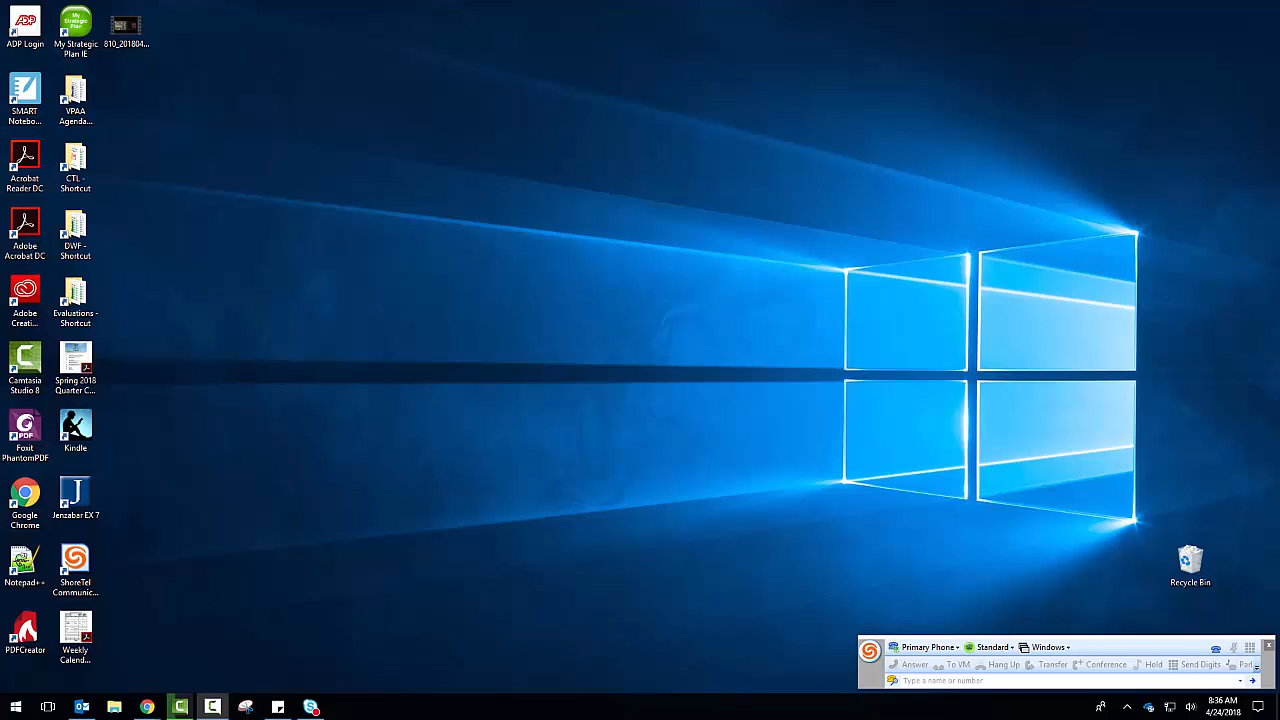 ADP Login
My Strategic
Plan IE
810_201804...
SMART
Notebo...
VPAA
Agenda...
Acrobat
Reader DC
CTL -
Shortcut
Adobe
Acrobat DC
DWF -
Shortcut
Adobe
Creati...
Evaluations -
Shortcut
Camtasia
Studio 8
Spring 2018
Quarter C...
Foxit
PhantomPDF
Kindle
Google
Chrome
Jenzabar EX 7
Notepad++
ShoreTel
Communic...
PDFCreator
Weekly
Calend...
Recycle Bin
Primary Phone
Standard
Windows
Answer
To VM
Hang Up
Transfer
Conference
Hold
Send Digits
Type a name or number
8:36 AM
4/24/2018